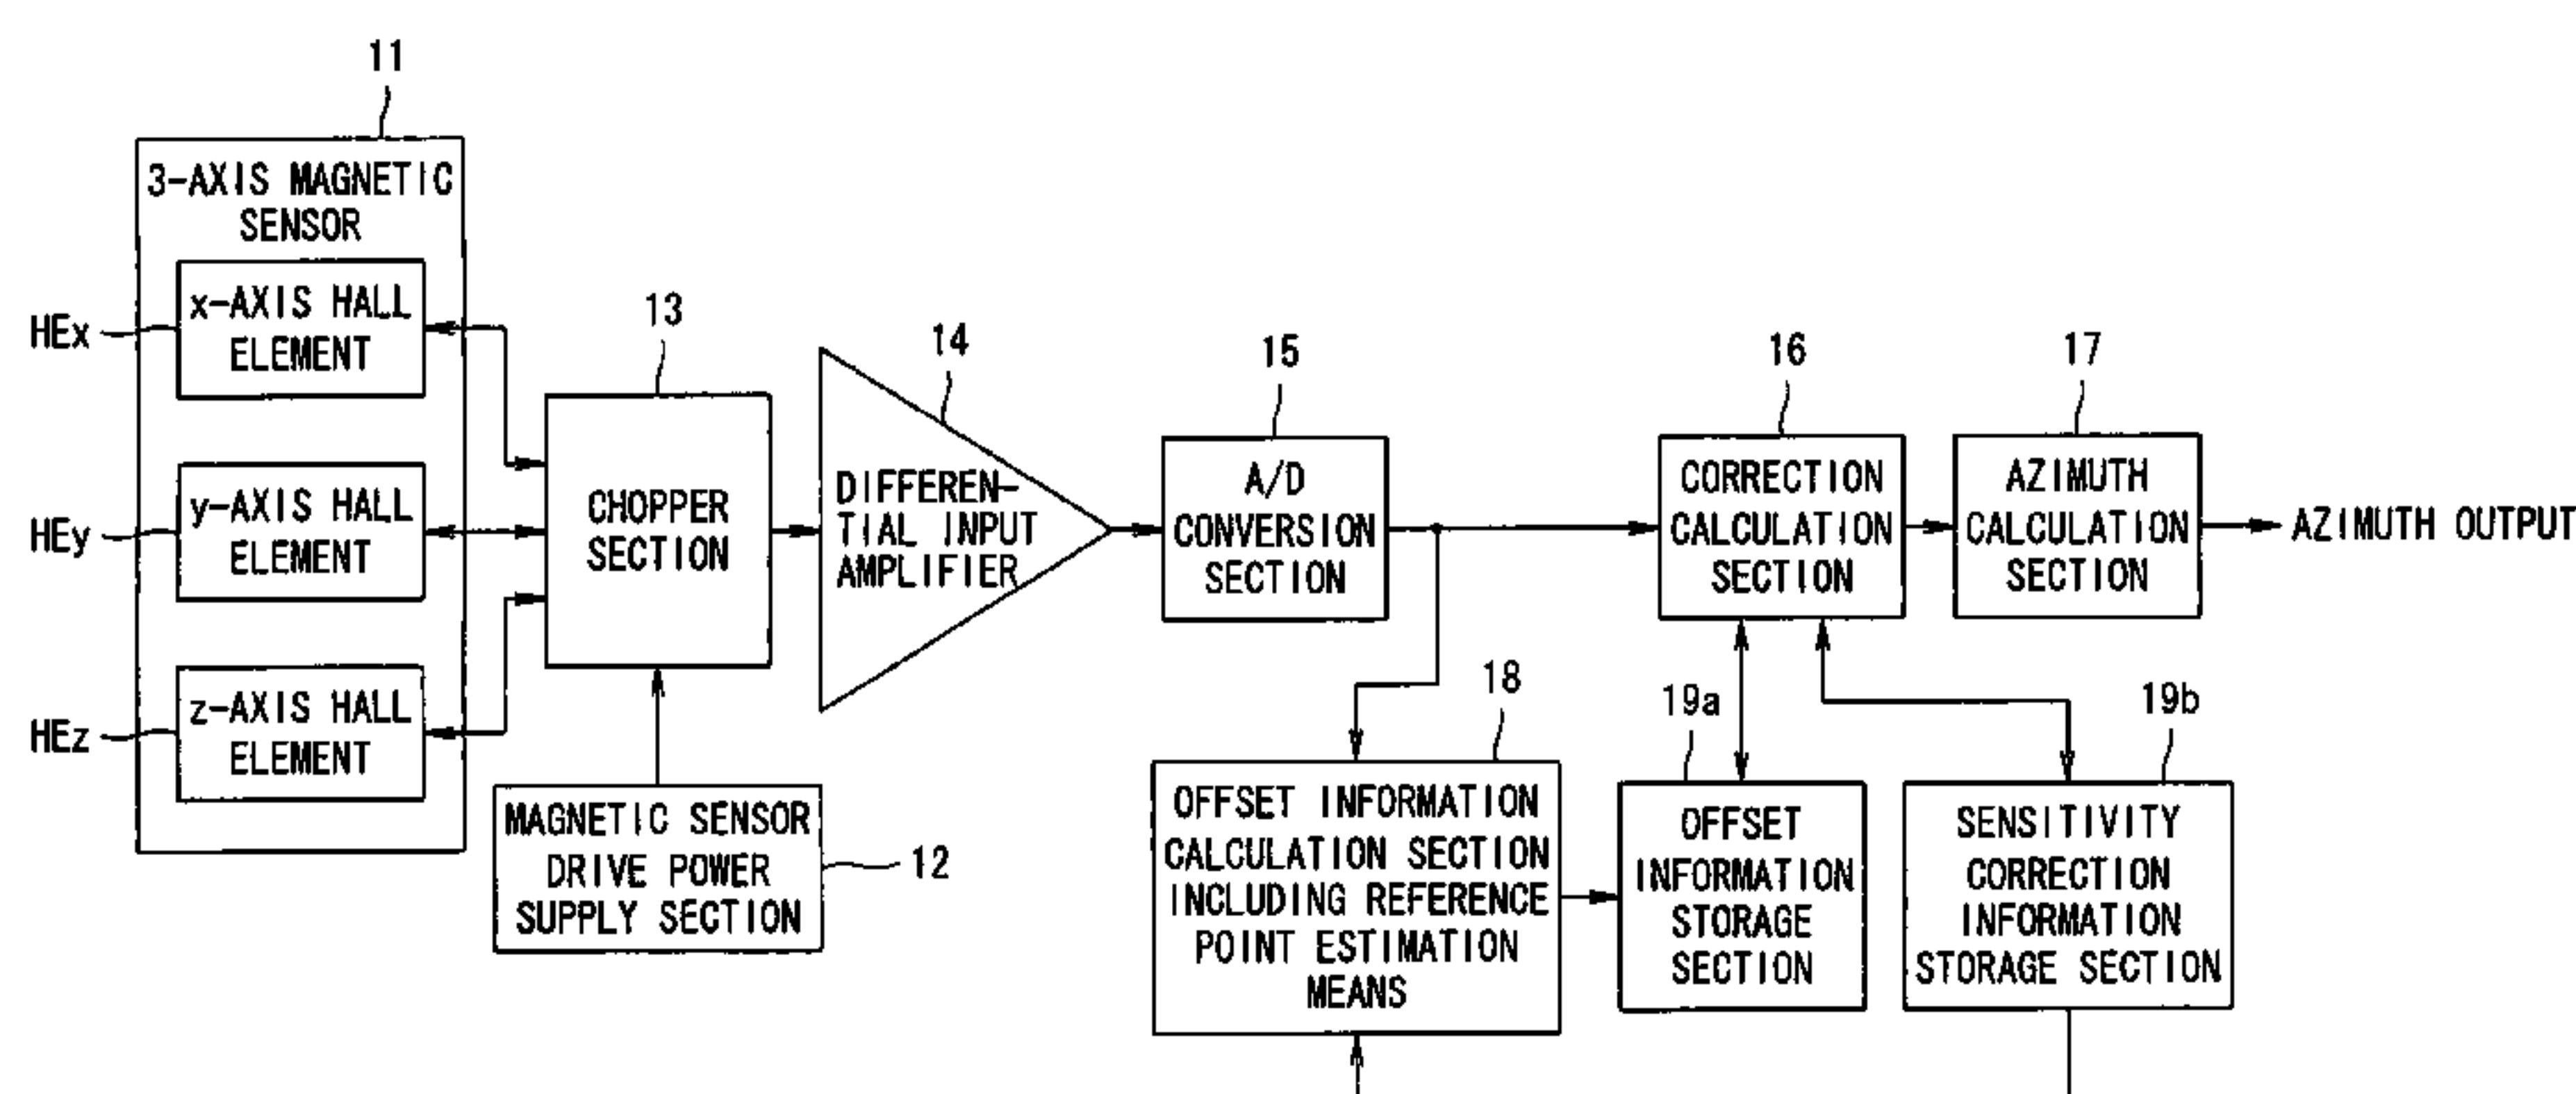 11
3-AXIS MAGNETIC
SENSOR
x-AXIS HALL
ELEMENT
HEx
y-AXIS HALL
ELEMENT
HEy
z-AXIS HALL
ELEMENT
HEz
13
CHOPPER
SECTION
MAGNETIC SENSOR
DRIVE POWER
SUPPLY SECTION
12
14
DIFFEREN-
TIAL INPUT
AMPLIFIER
15
A/D
CONVERSION
SECTION
16
CORRECTION
CALCULATION
SECTION
17
AZIMUTH
CALCULATION
SECTION
AZIMUTH OUTPUT
18
OFFSET INFORMATION
CALCULATION SECTION
INCLUDING REFERENCE
POINT ESTIMATION
MEANS
19a
OFFSET
INFORMATION
STORAGE
SECTION
19b
SENSITIVITY
CORRECTION
INFORMATION
STORAGE SECTION